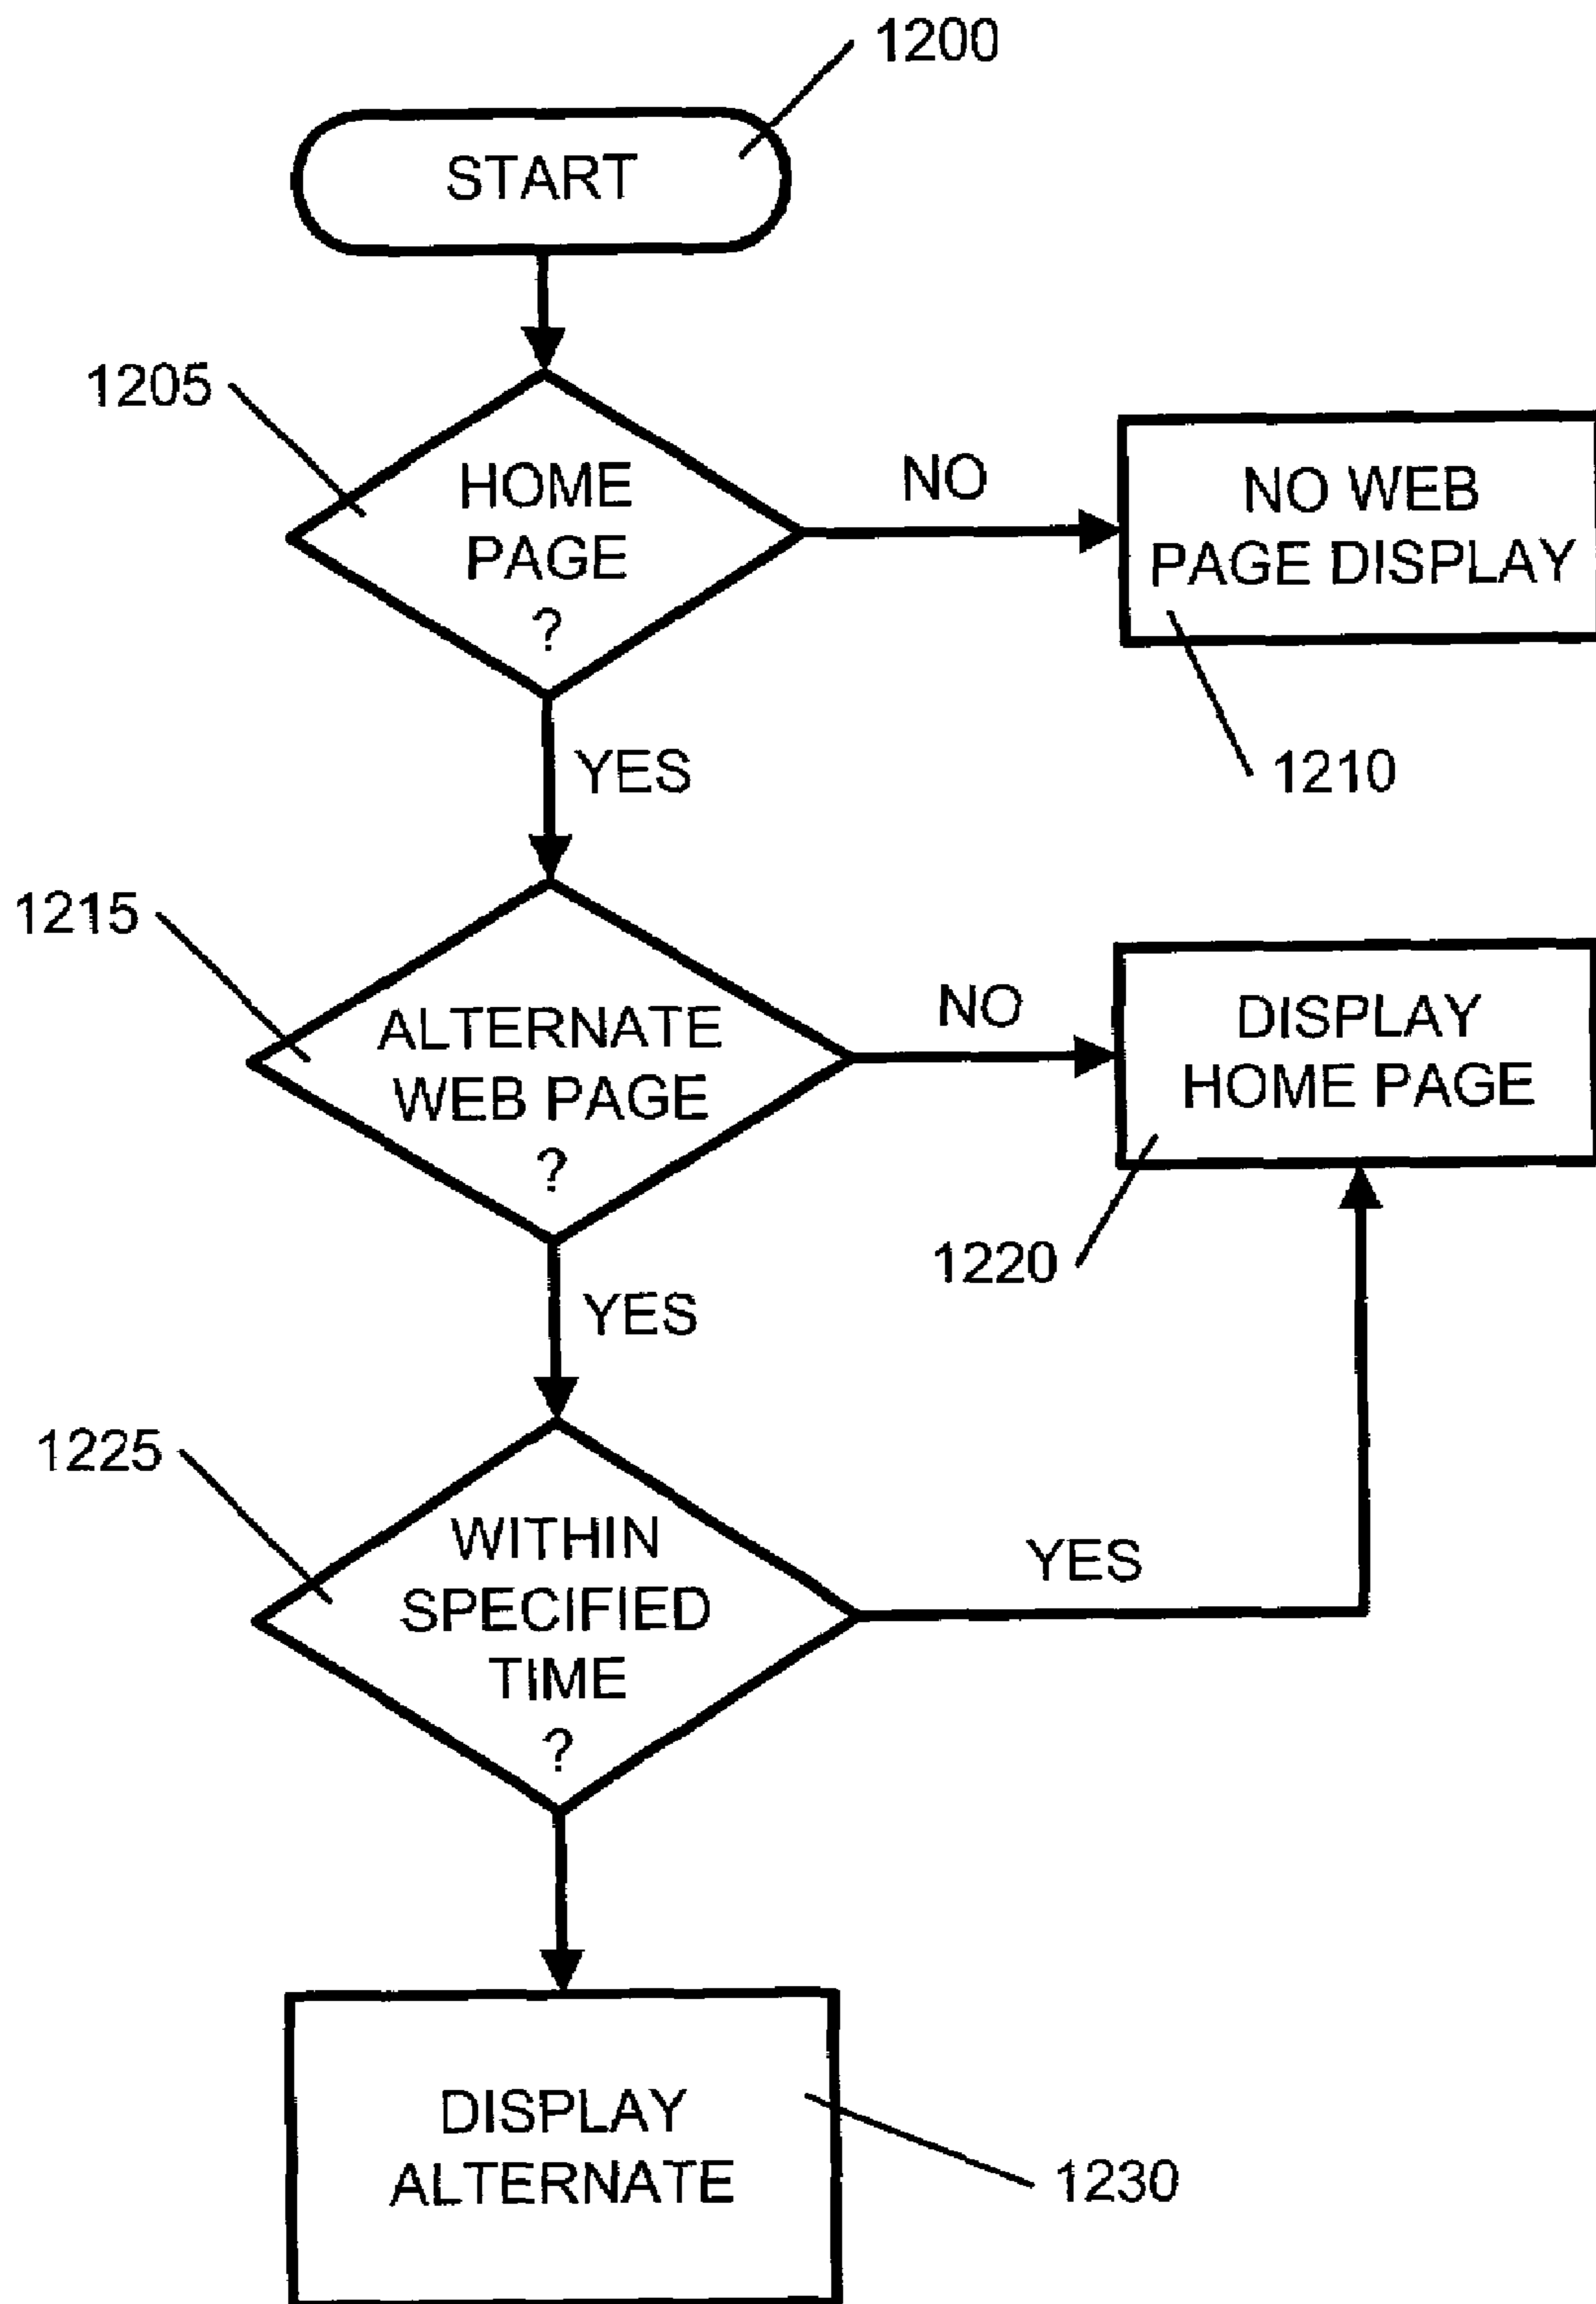 1200
START
1205
HOME
PAGE
?
NO
NO WEB
PAGE DISPLAY
1210
YES
1215
ALTERNATE
WEB PAGE
?
NO
DISPLAY
HOME PAGE
1220
YES
1225
WITHIN
SPECIFIED
TIME
?
YES
DISPLAY
ALTERNATE
1230